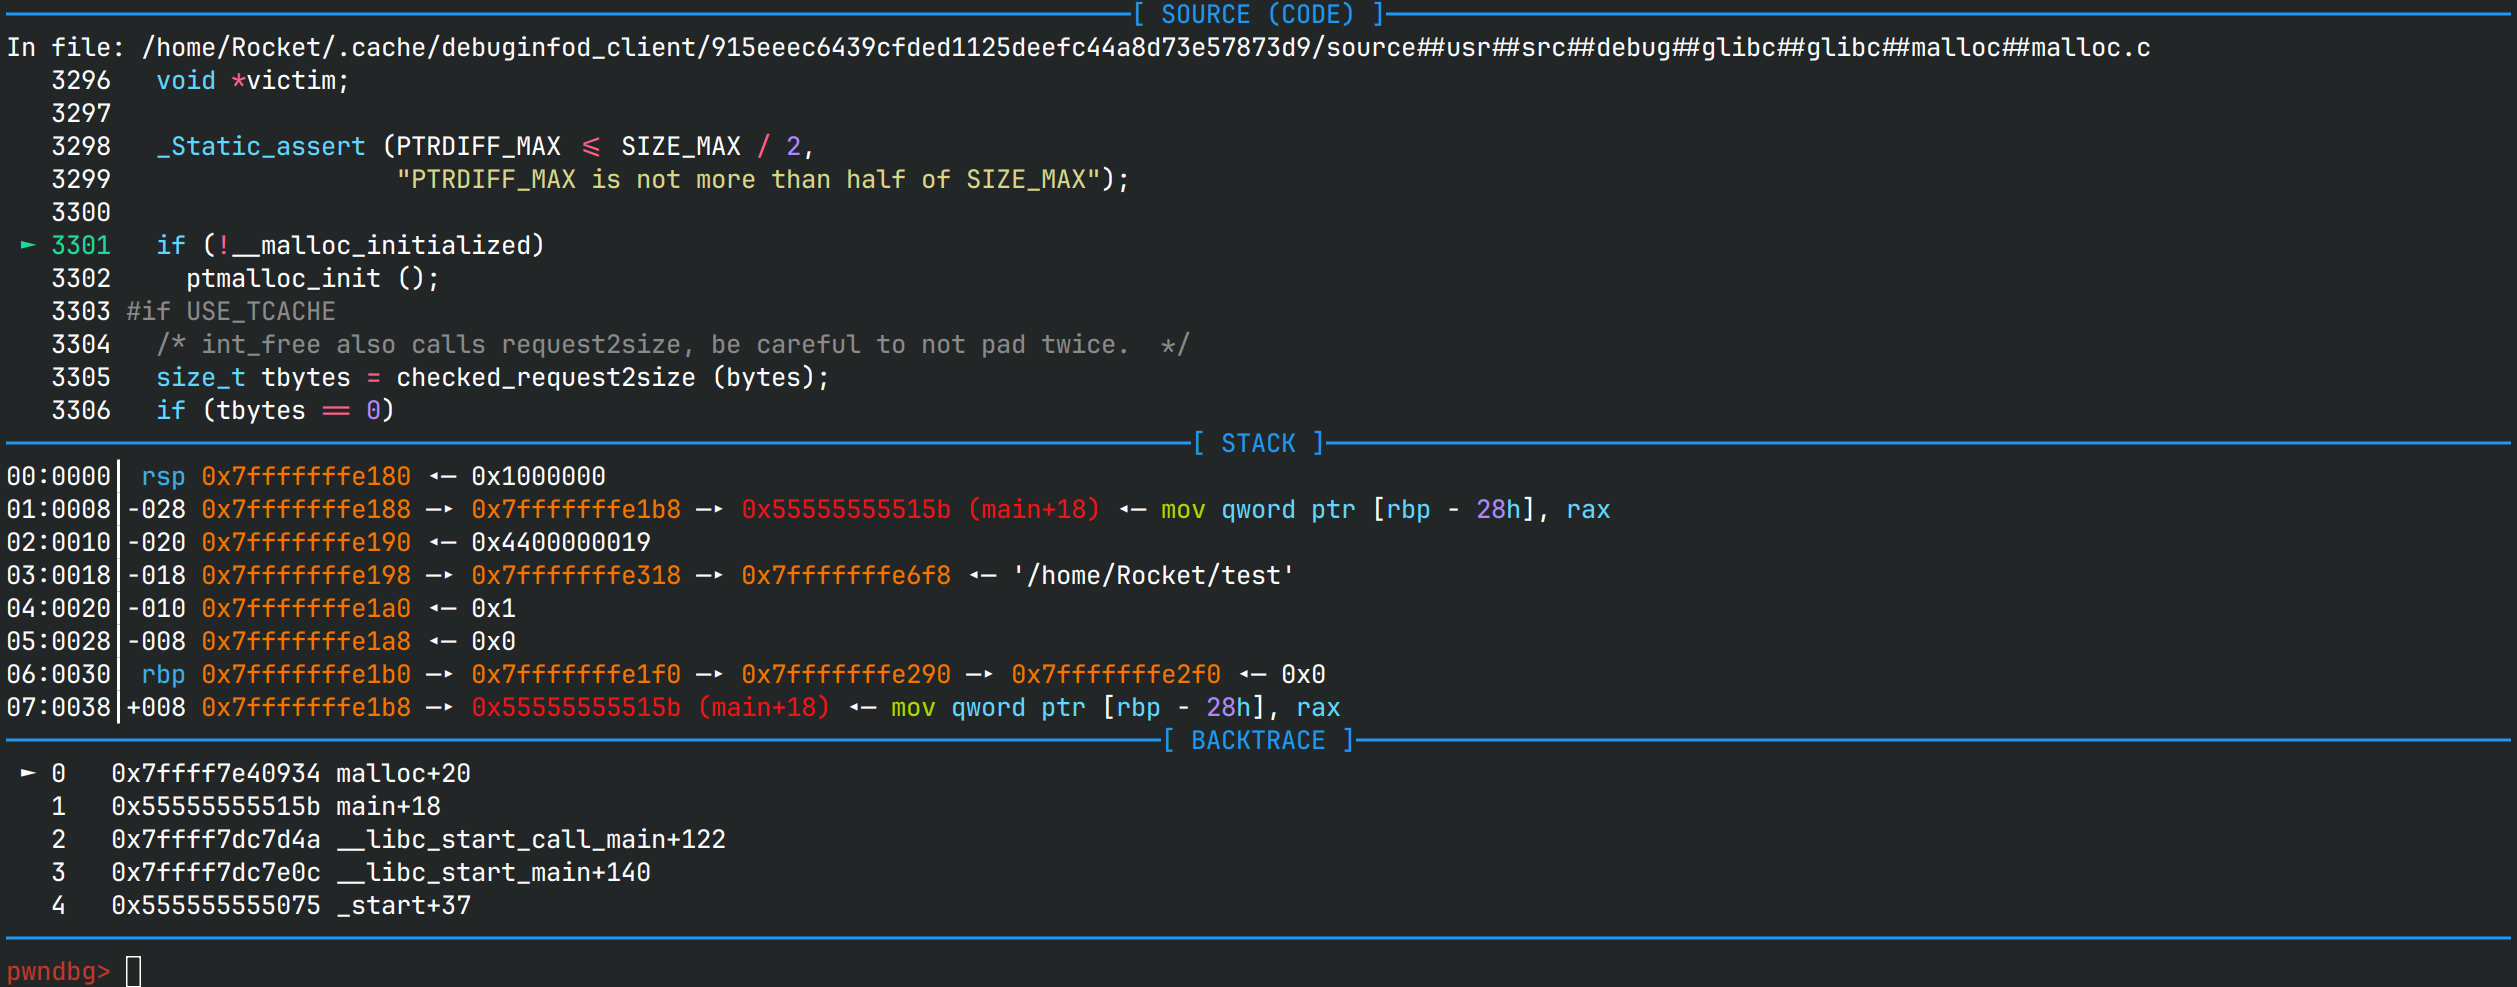 [ SOURCE (CODE) ]
In file: /home/Rocket/.cache/debuginfod_client/915eeec6439cfded1125deefc44a8d73e57873d9/source##usr##src##debug##glibc##glibc##malloc##malloc.c
   3296   void *victim;
   3297
   3298   _Static_assert (PTRDIFF_MAX <= SIZE_MAX / 2,
   3299                   "PTRDIFF_MAX is not more than half of SIZE_MAX");
   3300
 ► 3301   if (!__malloc_initialized)
   3302     ptmalloc_init ();
   3303 #if USE_TCACHE
   3304   /* int_free also calls request2size, be careful to not pad twice.  */
   3305   size_t tbytes = checked_request2size (bytes);
   3306   if (tbytes == 0)
[ STACK ]
00:0000│ rsp 0x7fffffffe180 ◂— 0x1000000
01:0008│-028 0x7fffffffe188 —▸ 0x7fffffffe1b8 —▸ 0x55555555515b (main+18) ◂— mov qword ptr [rbp - 28h], rax
02:0010│-020 0x7fffffffe190 ◂— 0x4400000019
03:0018│-018 0x7fffffffe198 —▸ 0x7fffffffe318 —▸ 0x7fffffffe6f8 ◂— '/home/Rocket/test'
04:0020│-010 0x7fffffffe1a0 ◂— 0x1
05:0028│-008 0x7fffffffe1a8 ◂— 0x0
06:0030│ rbp 0x7fffffffe1b0 —▸ 0x7fffffffe1f0 —▸ 0x7fffffffe290 —▸ 0x7fffffffe2f0 ◂— 0x0
07:0038│+008 0x7fffffffe1b8 —▸ 0x55555555515b (main+18) ◂— mov qword ptr [rbp - 28h], rax
[ BACKTRACE ]
 ► 0   0x7ffff7e40934 malloc+20
   1   0x55555555515b main+18
   2   0x7ffff7dc7d4a __libc_start_call_main+122
   3   0x7ffff7dc7e0c __libc_start_main+140
   4   0x555555555075 _start+37
pwndbg>